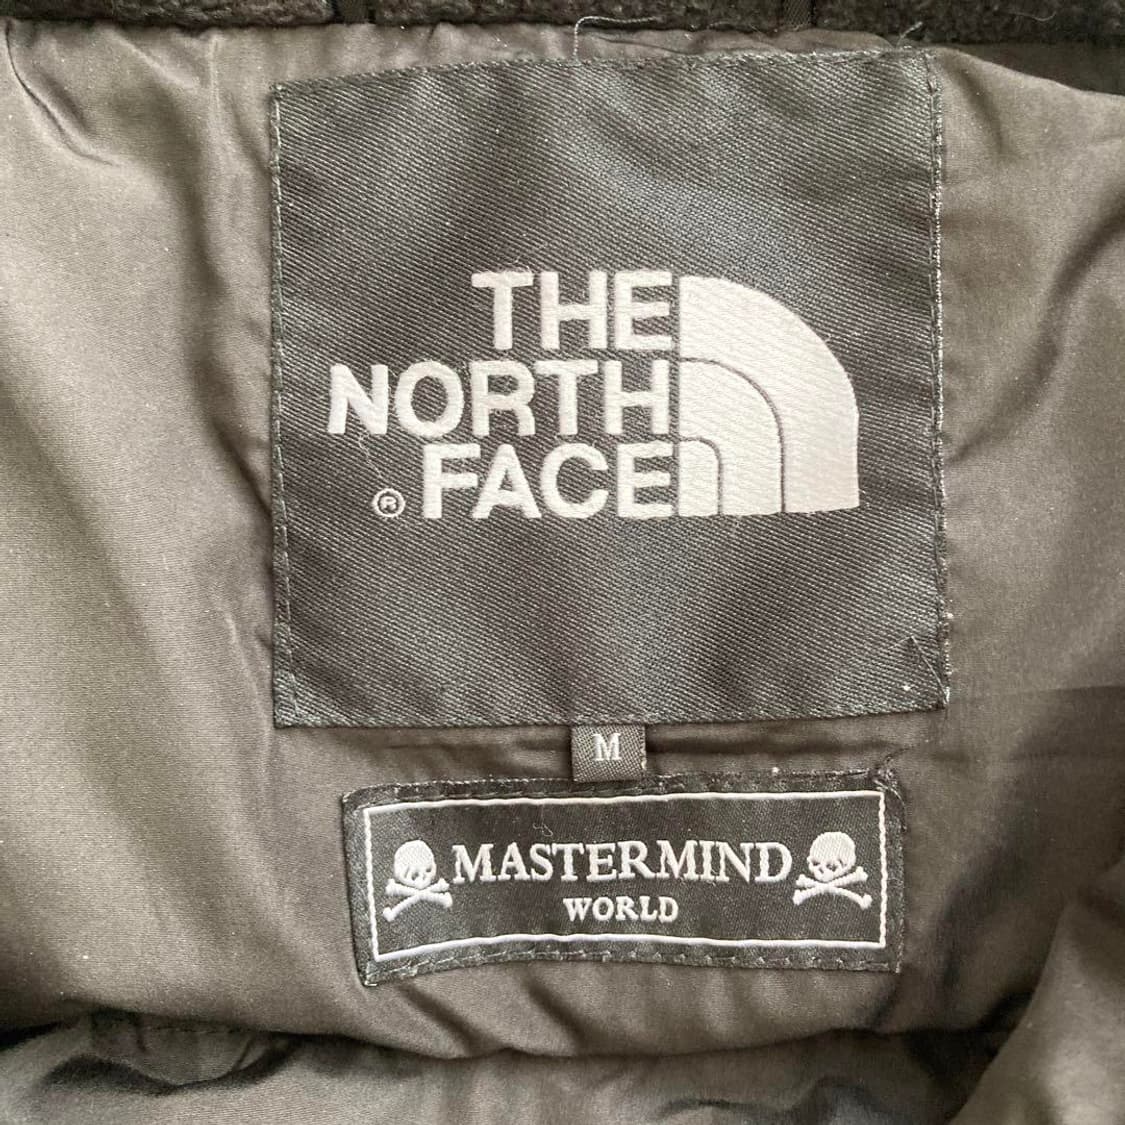 THE
NORTH
® FACE
M
MASTERMIND
WORLD